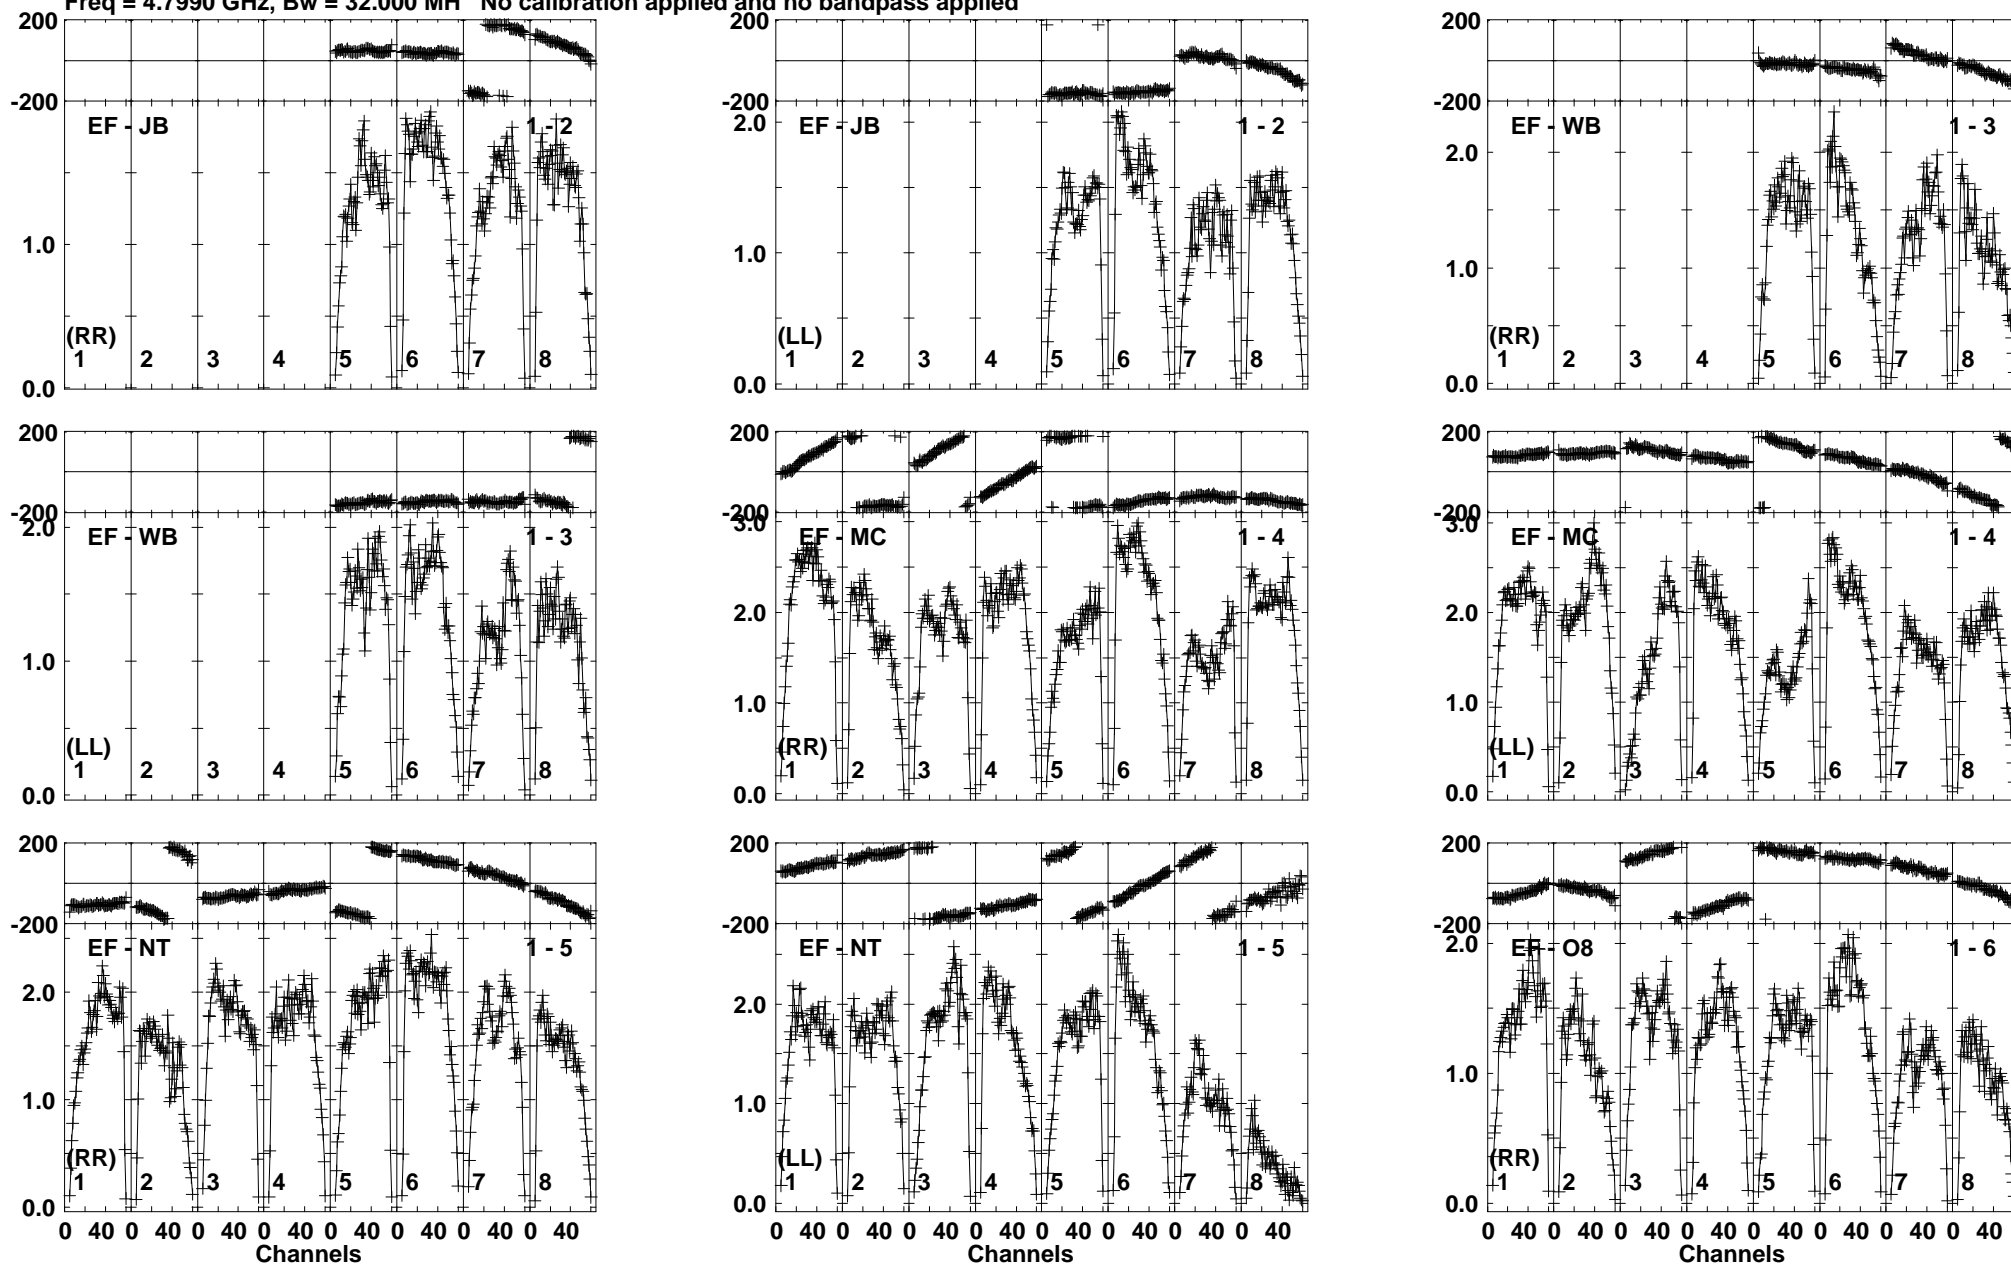 Freq = 4.7990 GHz, Bw = 32.000 MH No calibration applied and no bandpass applied
200 200 200
-200 -200 -200
EF - JB 1 - 2 EF - JB 1 - 2 EF - WB 1 - 3
2.0 2.0
1.0 1.0 1.0
(RR) (LL) (RR)
1 2 3 4 5 6 7 8 1 2 3 4 5 6 7 8 1 2 3 4 5 6 7 8
0.0 0.0 0.0
200 200 200
-200 -200 -200
2.0 3.0 3.0
EF - WB 1 - 3 EF - MC 1 - 4 EF - MC 1 - 4
2.0 2.0
1.0 1.0 1.0
(LL) (RR) (LL)
1 2 3 4 5 6 7 8 1 2 3 4 5 6 7 8 1 2 3 4 5 6 7 8
0.0 0.0 0.0
200 200 200
-200 -200 -200
EF - NT 1 - 5 EF - NT 1 - 5 EF - O8 1 - 6
2.0 2.0 2.0
1.0 1.0 1.0
(RR) (LL) (RR)
1 2 3 4 5 6 7 8 1 2 3 4 5 6 7 8 1 2 3 4 5 6 7 8
0.0 0.0 0.0
0 40 0 40 0 40 0 40 0 40 0 40 0 40 0 40 0 40 0 40 0 40 0 40 0 40 0 40 0 40 0 40 0 40 0 40 0 40 0 40 0 40 0 40 0 40 0 40
Channels Channels Channels